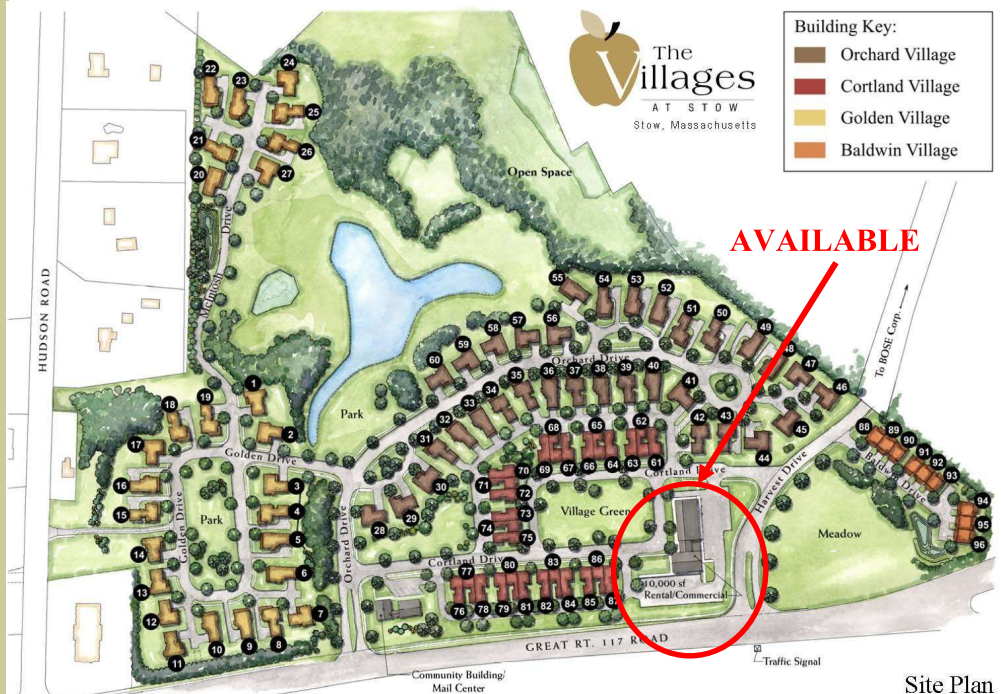 The
Villages
AT STOW
Stow, Massachusetts
Building Key:
Orchard Village
Cortland Village
Golden Village
Baldwin Village
AVAILABLE
Open Space
HUDSON ROAD
McIntosh Drive
To BOSE Corp.
22
23
24
25
21
26
20
27
55
54
53
52
51
50
49
48
47
46
56
57
58
59
60
Orchard Drive
Park
35
36
37
38
39
40
41
34
33
32
31
30
42
43
44
45
1
2
19
18
17
16
15
14
13
12
11
10
9
8
7
6
5
4
3
Golden Drive
Golden Drive
Park
Orchard Drive
28
29
68
65
62
70
69
67
66
64
63
61
Cortland Drive
71
72
73
74
75
Village Green
Harvest Drive
88
89
90
91
92
93
94
95
96
Baldwin Drive
Meadow
Cortland Drive
77
80
83
86
76
78
79
81
82
84
85
87
10,000 sf
Rental/Commercial
GREAT RT. 117 ROAD
Traffic Signal
Community Building/
Mail Center
Site Plan